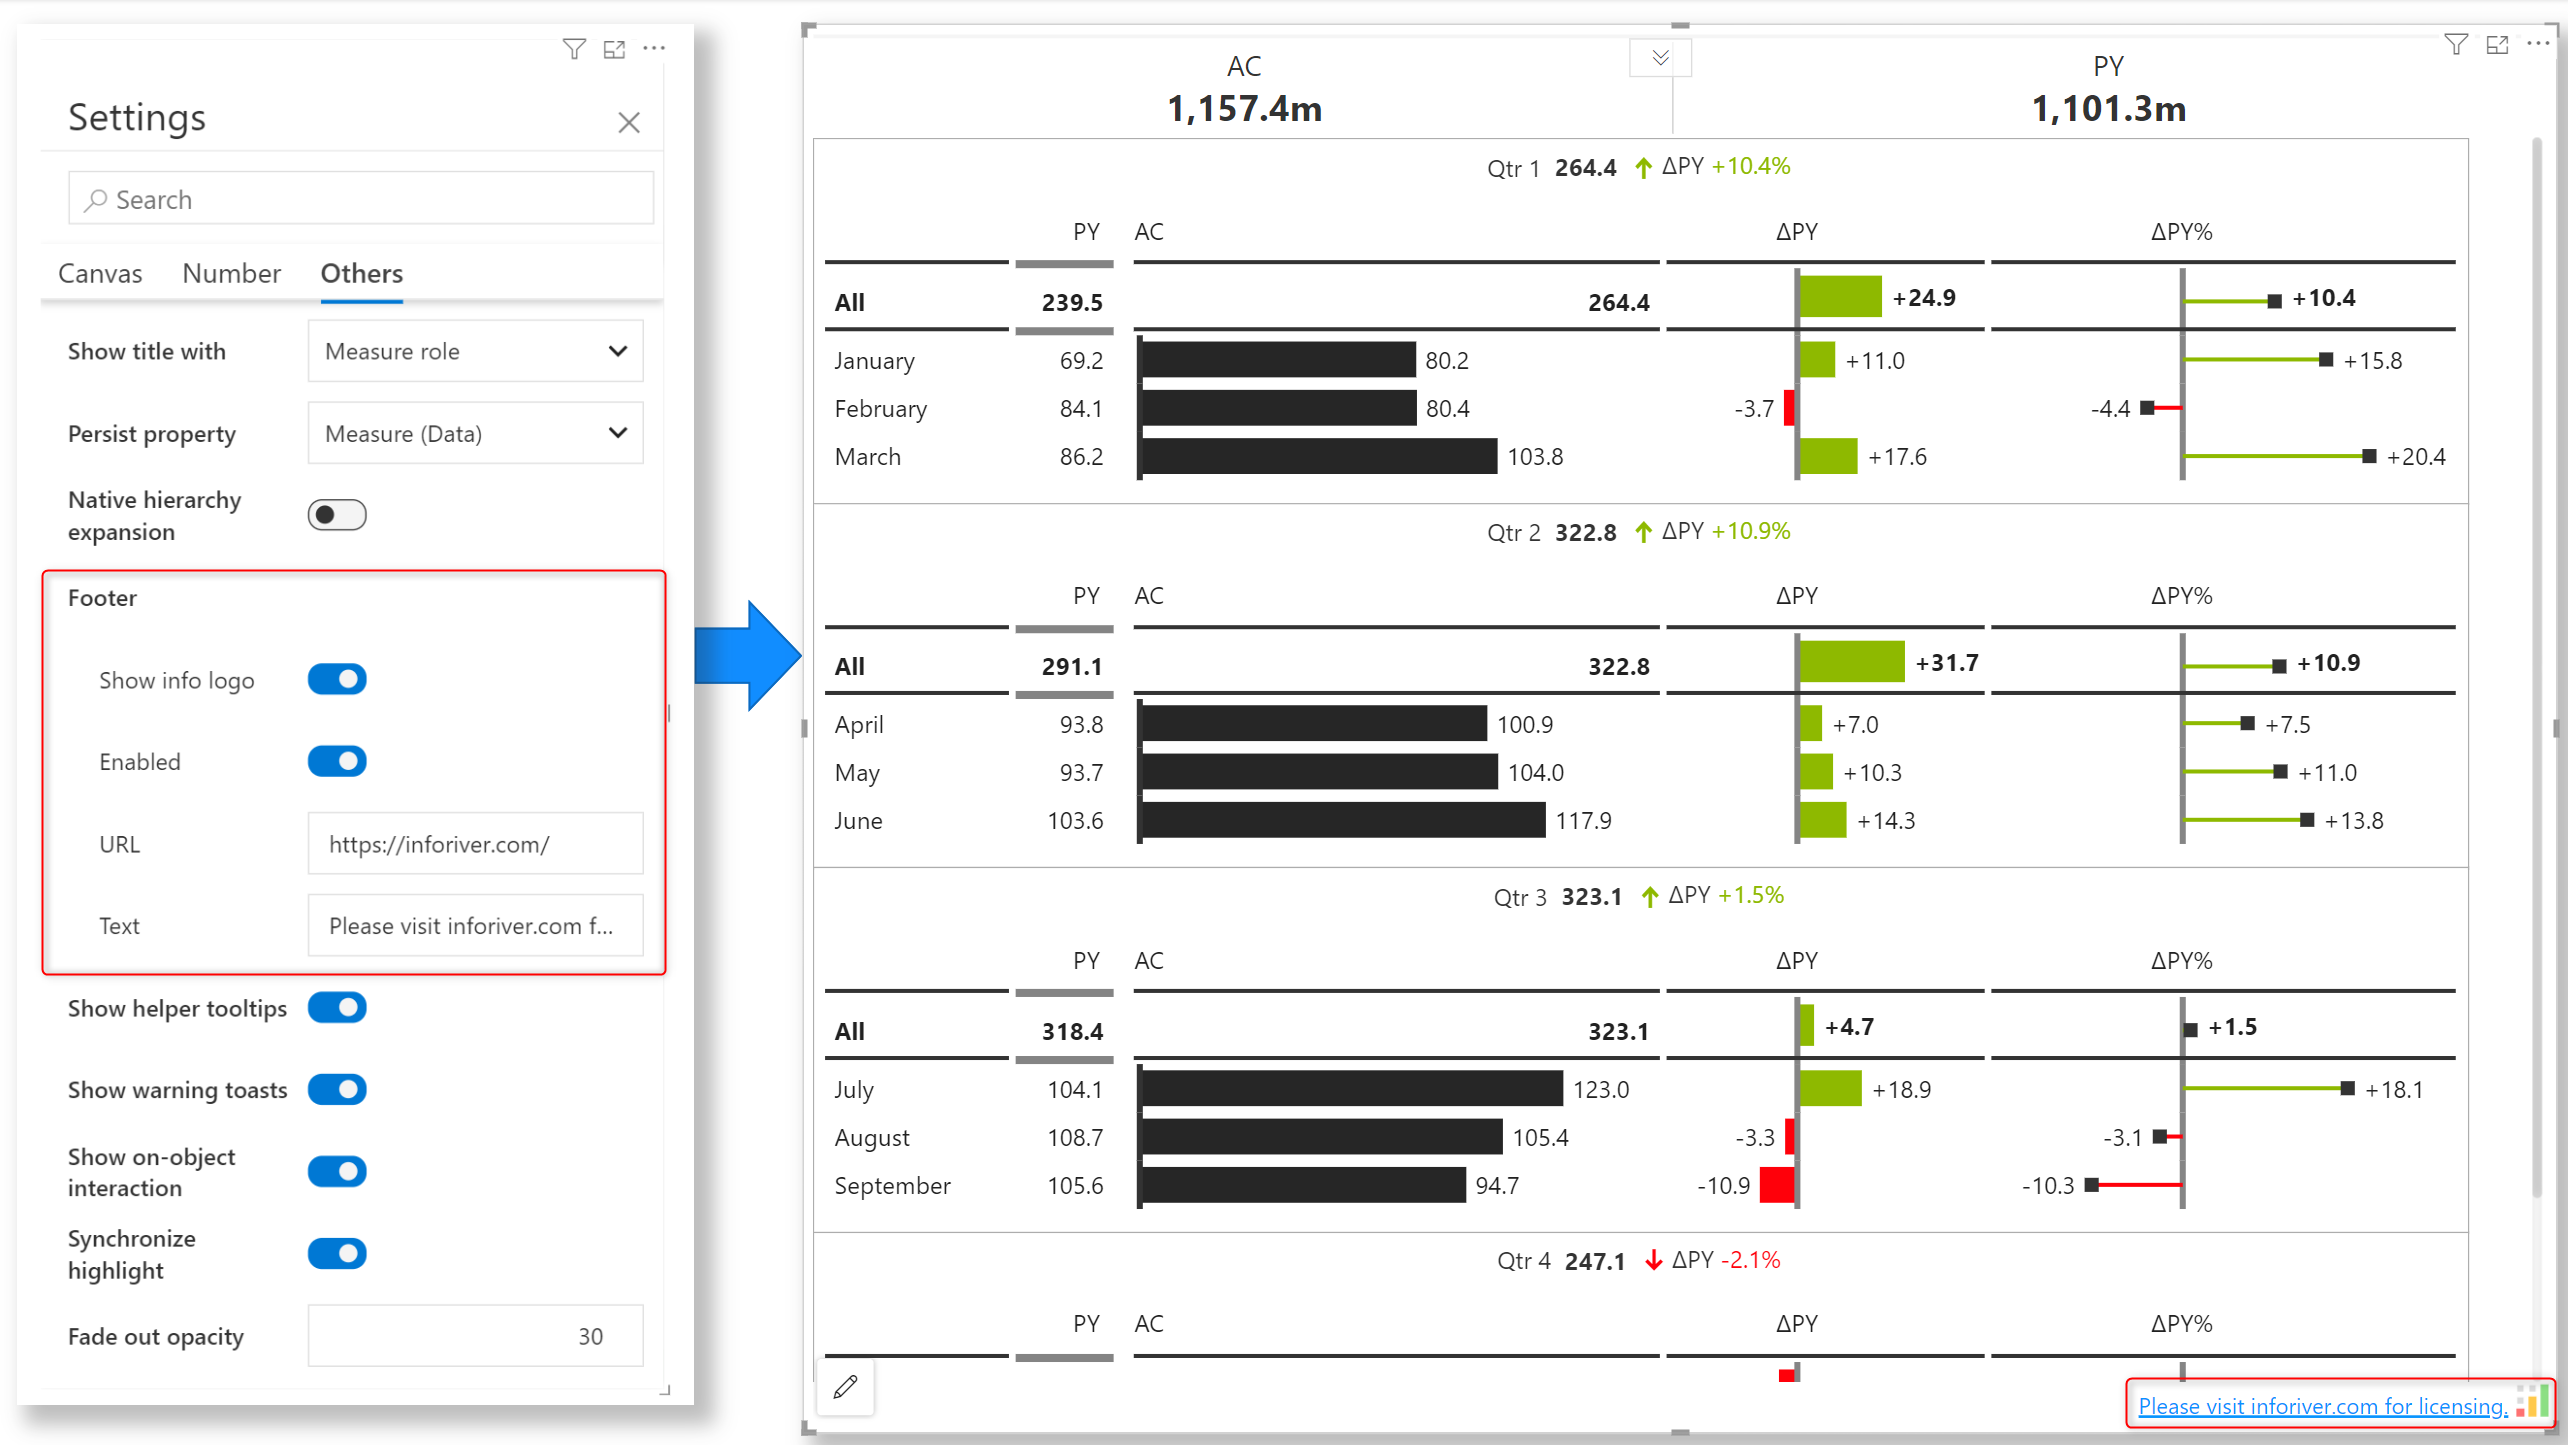 Settings
Search
Canvas Number Others
Show title with Measure role
Persist property Measure (Data)
Native hierarchy
expansion
Footer
Show info logo
Enabled
URL https://inforiver.com/
Text Please visit inforiver.com f...
Show helper tooltips
Show warning toasts
Show on-object
interaction
Synchronize
highlight
Fade out opacity 30
AC PY
1,157.4m 1,101.3m
Qtr 1 264.4 ΔPY +10.4%
PY AC ΔPY ΔPY%
All 239.5 264.4 +24.9 +10.4
January 69.2 80.2 +11.0 +15.8
February 84.1 80.4 -3.7 -4.4
March 86.2 103.8 +17.6 +20.4
Qtr 2 322.8 ΔPY +10.9%
PY AC ΔPY ΔPY%
All 291.1 322.8 +31.7 +10.9
April 93.8 100.9 +7.0 +7.5
May 93.7 104.0 +10.3 +11.0
June 103.6 117.9 +14.3 +13.8
Qtr 3 323.1 ΔPY +1.5%
PY AC ΔPY ΔPY%
All 318.4 323.1 +4.7 +1.5
July 104.1 123.0 +18.9 +18.1
August 108.7 105.4 -3.3 -3.1
September 105.6 94.7 -10.9 -10.3
Qtr 4 247.1 ΔPY -2.1%
PY AC ΔPY ΔPY%
Please visit inforiver.com for licensing.